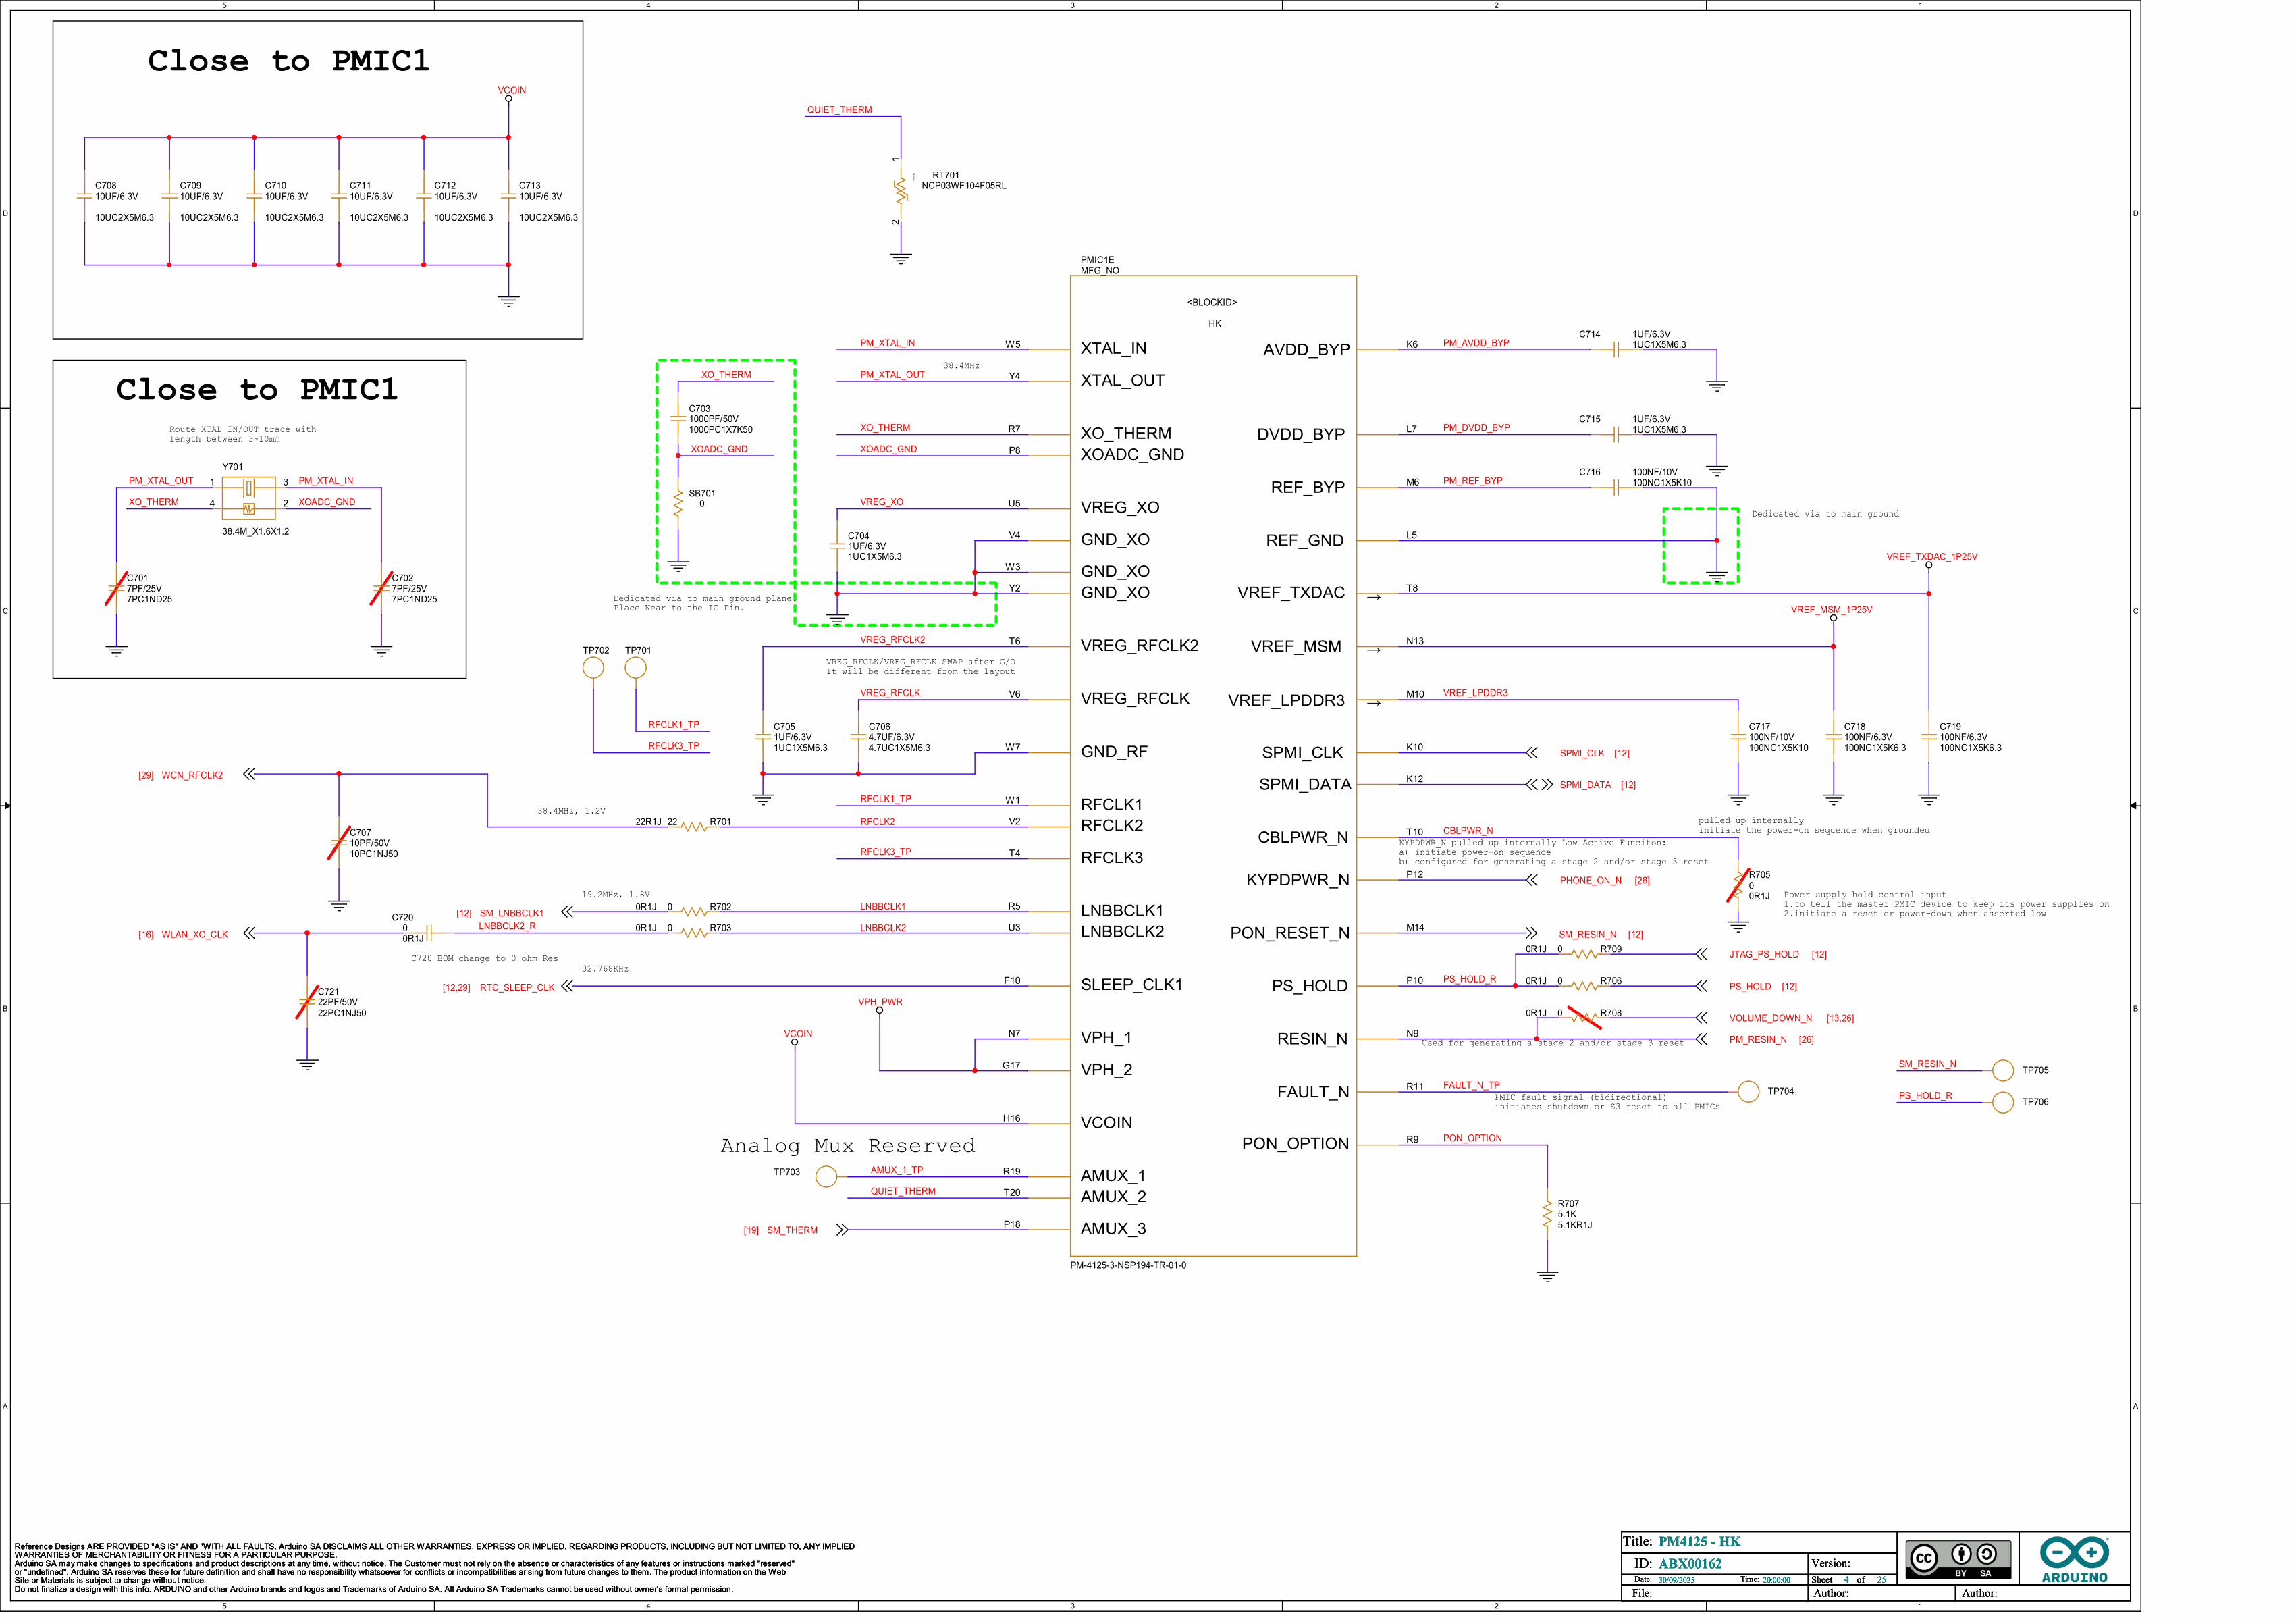 5
4
3
2
1
D
C
B
A
Close to PMIC1
VCOIN
C708
10UF/6.3V
10UC2X5M6.3
C709
10UF/6.3V
10UC2X5M6.3
C710
10UF/6.3V
10UC2X5M6.3
C711
10UF/6.3V
10UC2X5M6.3
C712
10UF/6.3V
10UC2X5M6.3
C713
10UF/6.3V
10UC2X5M6.3
QUIET_THERM
1
RT701
NCP03WF104F05RL
2
Close to PMIC1
Route XTAL IN/OUT trace with
length between 3~10mm
Y701
PM_XTAL_OUT 1 3 PM_XTAL_IN
XO_THERM 4 2 XOADC_GND
38.4M_X1.6X1.2
C701
7PF/25V
7PC1ND25
C702
7PF/25V
7PC1ND25
XO_THERM
C703
1000PF/50V
1000PC1X7K50
XOADC_GND
SB701
0
Dedicated via to main ground plane.
Place Near to the IC Pin.
PMIC1E
MFG_NO
<BLOCKID>
HK
PM_XTAL_IN W5 XTAL_IN
38.4MHz
PM_XTAL_OUT Y4 XTAL_OUT
XO_THERM R7 XO_THERM
XOADC_GND P8 XOADC_GND
VREG_XO U5 VREG_XO
C704
1UF/6.3V
1UC1X5M6.3
V4 GND_XO
W3 GND_XO
Y2 GND_XO
VREG_RFCLK2 T6 VREG_RFCLK2
VREG_RFCLK/VREG_RFCLK SWAP after G/O
It will be different from the layout
VREG_RFCLK V6 VREG_RFCLK
TP702
TP701
RFCLK1_TP
RFCLK3_TP
C705
1UF/6.3V
1UC1X5M6.3
C706
4.7UF/6.3V
4.7UC1X5M6.3
W7 GND_RF
[29] WCN_RFCLK2
RFCLK1_TP W1 RFCLK1
38.4MHz, 1.2V
22R1J 22 R701 RFCLK2 V2 RFCLK2
C707
10PF/50V
10PC1NJ50
RFCLK3_TP T4 RFCLK3
19.2MHz, 1.8V
[12] SM_LNBBCLK1 0R1J 0 R702 LNBBCLK1 R5 LNBBCLK1
[16] WLAN_XO_CLK
C720
0
0R1J
LNBBCLK2_R 0R1J 0 R703 LNBBCLK2 U3 LNBBCLK2
C720 BOM change to 0 ohm Res
C721
22PF/50V
22PC1NJ50
32.768KHz
[12,29] RTC_SLEEP_CLK F10 SLEEP_CLK1
VPH_PWR
VCOIN
N7 VPH_1
G17 VPH_2
H16 VCOIN
Analog Mux Reserved
TP703 AMUX_1_TP R19 AMUX_1
QUIET_THERM T20 AMUX_2
[19] SM_THERM P18 AMUX_3
PM-4125-3-NSP194-TR-01-0
AVDD_BYP K6 PM_AVDD_BYP
C714
1UF/6.3V
1UC1X5M6.3
DVDD_BYP L7 PM_DVDD_BYP
C715
1UF/6.3V
1UC1X5M6.3
REF_BYP M6 PM_REF_BYP
C716
100NF/10V
100NC1X5K10
Dedicated via to main ground
REF_GND L5
VREF_TXDAC_1P25V
VREF_TXDAC T8
VREF_MSM_1P25V
VREF_MSM N13
VREF_LPDDR3 M10 VREF_LPDDR3
C717
100NF/10V
100NC1X5K10
C718
100NF/6.3V
100NC1X5K6.3
C719
100NF/6.3V
100NC1X5K6.3
SPMI_CLK K10 SPMI_CLK [12]
SPMI_DATA K12 SPMI_DATA [12]
pulled up internally
initiate the power-on sequence when grounded
CBLPWR_N T10 CBLPWR_N
KYPDPWR_N pulled up internally Low Active Funciton:
a) initiate power-on sequence
b) configured for generating a stage 2 and/or stage 3 reset
KYPDPWR_N P12 PHONE_ON_N [26]
R705
0
0R1J
Power supply hold control input
1.to tell the master PMIC device to keep its power supplies on
2.initiate a reset or power-down when asserted low
PON_RESET_N M14 SM_RESIN_N [12]
0R1J 0 R709 JTAG_PS_HOLD [12]
PS_HOLD P10 PS_HOLD_R 0R1J 0 R706 PS_HOLD [12]
0R1J 0 R708 VOLUME_DOWN_N [13,26]
RESIN_N N9 PM_RESIN_N [26]
Used for generating a stage 2 and/or stage 3 reset
FAULT_N R11 FAULT_N_TP TP704
PMIC fault signal (bidirectional)
initiates shutdown or S3 reset to all PMICs
SM_RESIN_N TP705
PS_HOLD_R TP706
PON_OPTION R9 PON_OPTION
R707
5.1K
5.1KR1J
Reference Designs ARE PROVIDED "AS IS" AND "WITH ALL FAULTS. Arduino SA DISCLAIMS ALL OTHER WARRANTIES, EXPRESS OR IMPLIED, REGARDING PRODUCTS, INCLUDING BUT NOT LIMITED TO, ANY IMPLIED
WARRANTIES OF MERCHANTABILITY OR FITNESS FOR A PARTICULAR PURPOSE.
Arduino SA may make changes to specifications and product descriptions at any time, without notice. The Customer must not rely on the absence or characteristics of any features or instructions marked "reserved"
or "undefined". Arduino SA reserves these for future definition and shall have no responsibility whatsoever for conflicts or incompatibilities arising from future changes to them. The product information on the Web
Site or Materials is subject to change without notice.
Do not finalize a design with this info. ARDUINO and other Arduino brands and logos and Trademarks of Arduino SA. All Arduino SA Trademarks cannot be used without owner's formal permission.
Title: PM4125 - HK
ID: ABX00162 Version:
Date: 30/09/2025 Time: 20:00:00 Sheet 4 of 25
File: Author: Author:
CC BY SA
ARDUINO
5
4
3
2
1
D
C
B
A